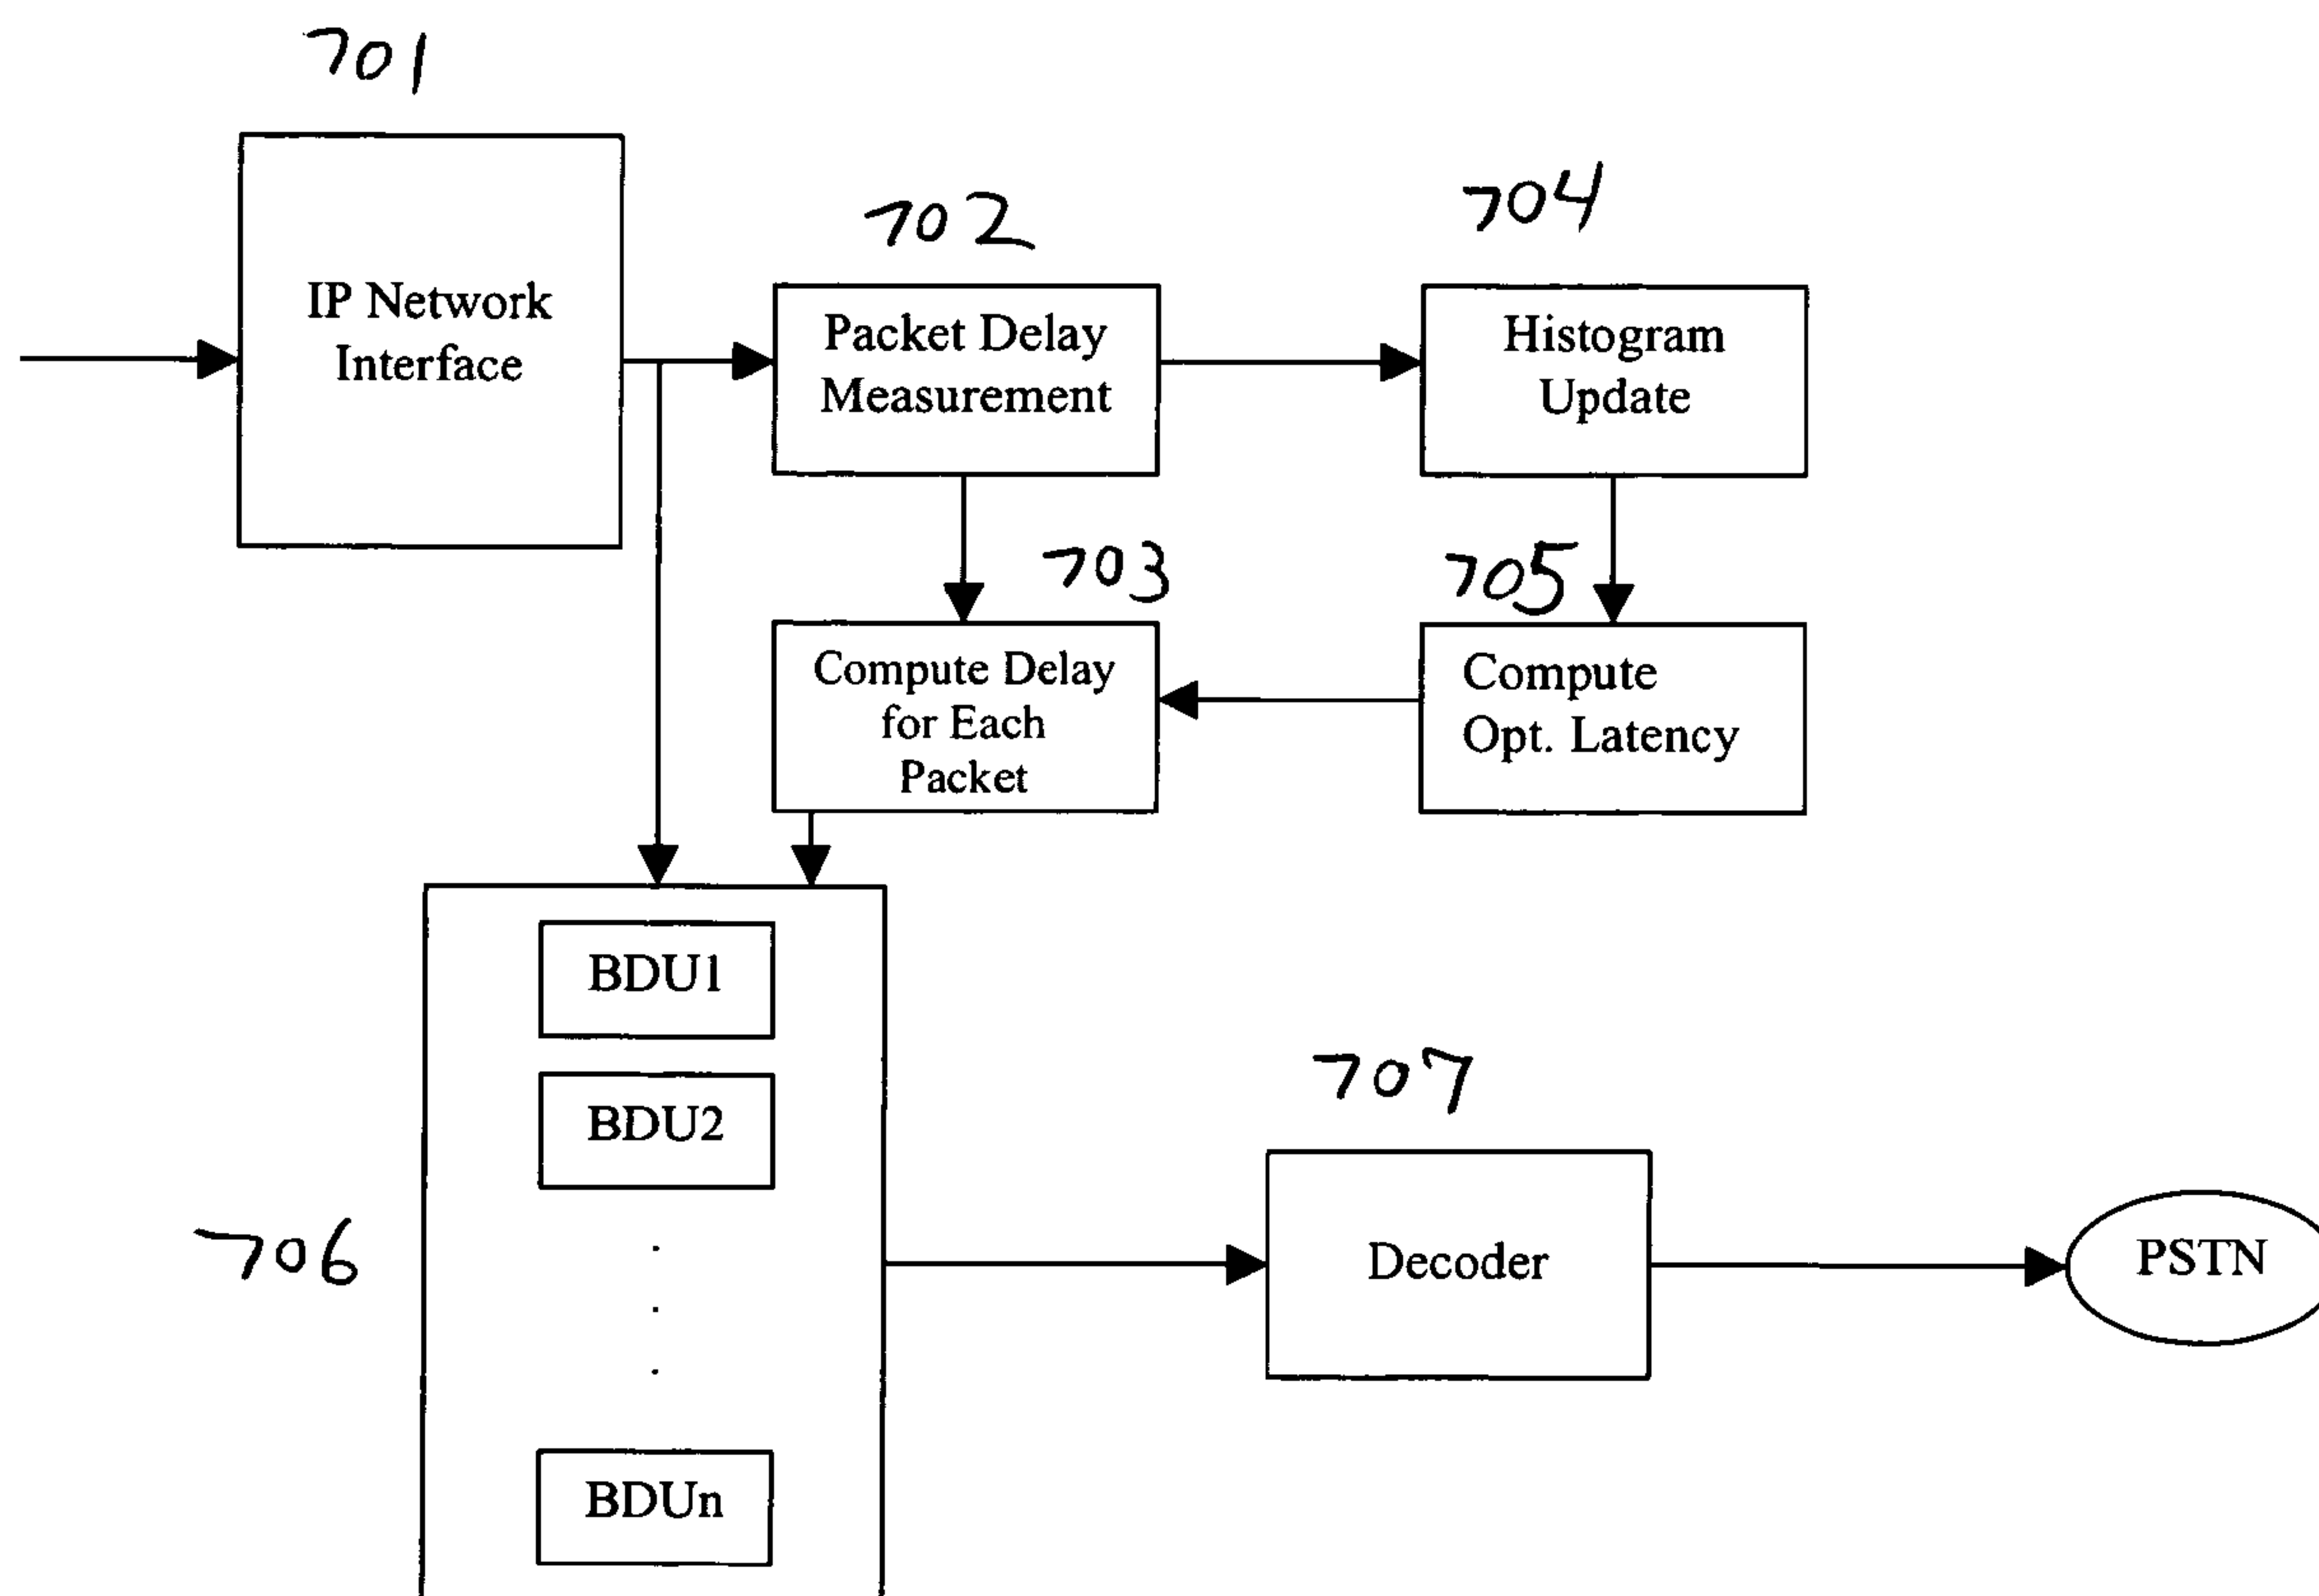 701
IP Network
Interface
702
Packet Delay
Measurement
704
Histogram
Update
703
Compute Delay
for Each
Packet
705
Compute
Opt. Latency
706
BDU1
BDU2
.
.
.
BDUn
707
Decoder
PSTN